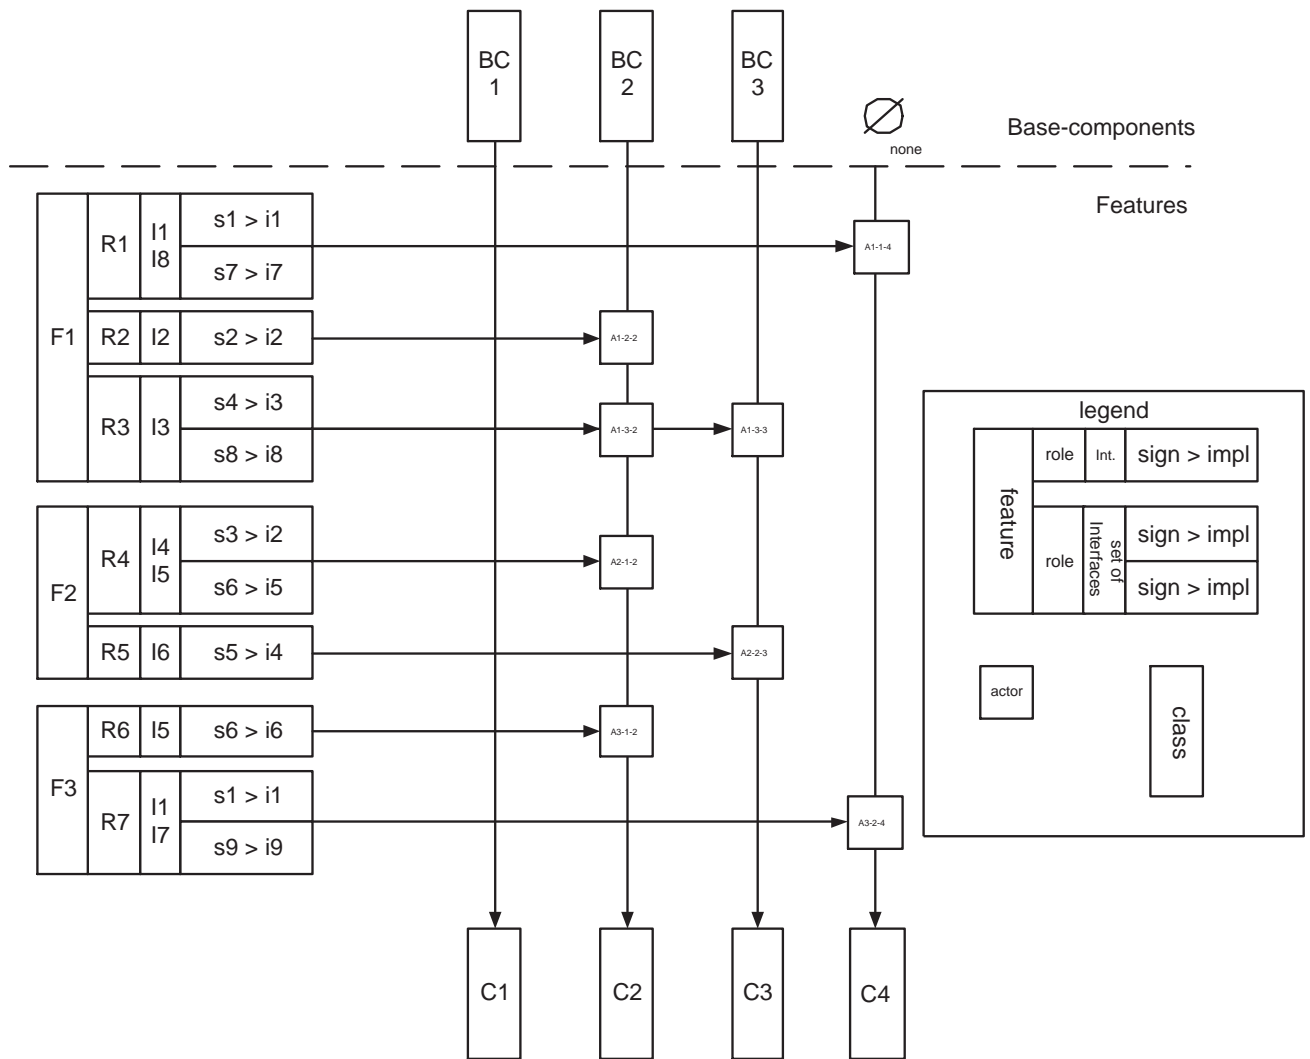 BC
1
BC
2
BC
3
none
Base-components
Features
F1
R1
I1
I8
s1 > i1
s7 > i7
A1-1-4
R2
I2
s2 > i2
A1-2-2
R3
I3
s4 > i3
s8 > i8
A1-3-2
A1-3-3
F2
R4
I4
I5
s3 > i2
s6 > i5
A2-1-2
R5
I6
s5 > i4
A2-2-3
F3
R6
I5
s6 > i6
A3-1-2
R7
I1
I7
s1 > i1
s9 > i9
A3-2-4
C1
C2
C3
C4
legend
feature
role
Int.
sign > impl
role
set of
Interfaces
sign > impl
sign > impl
actor
class